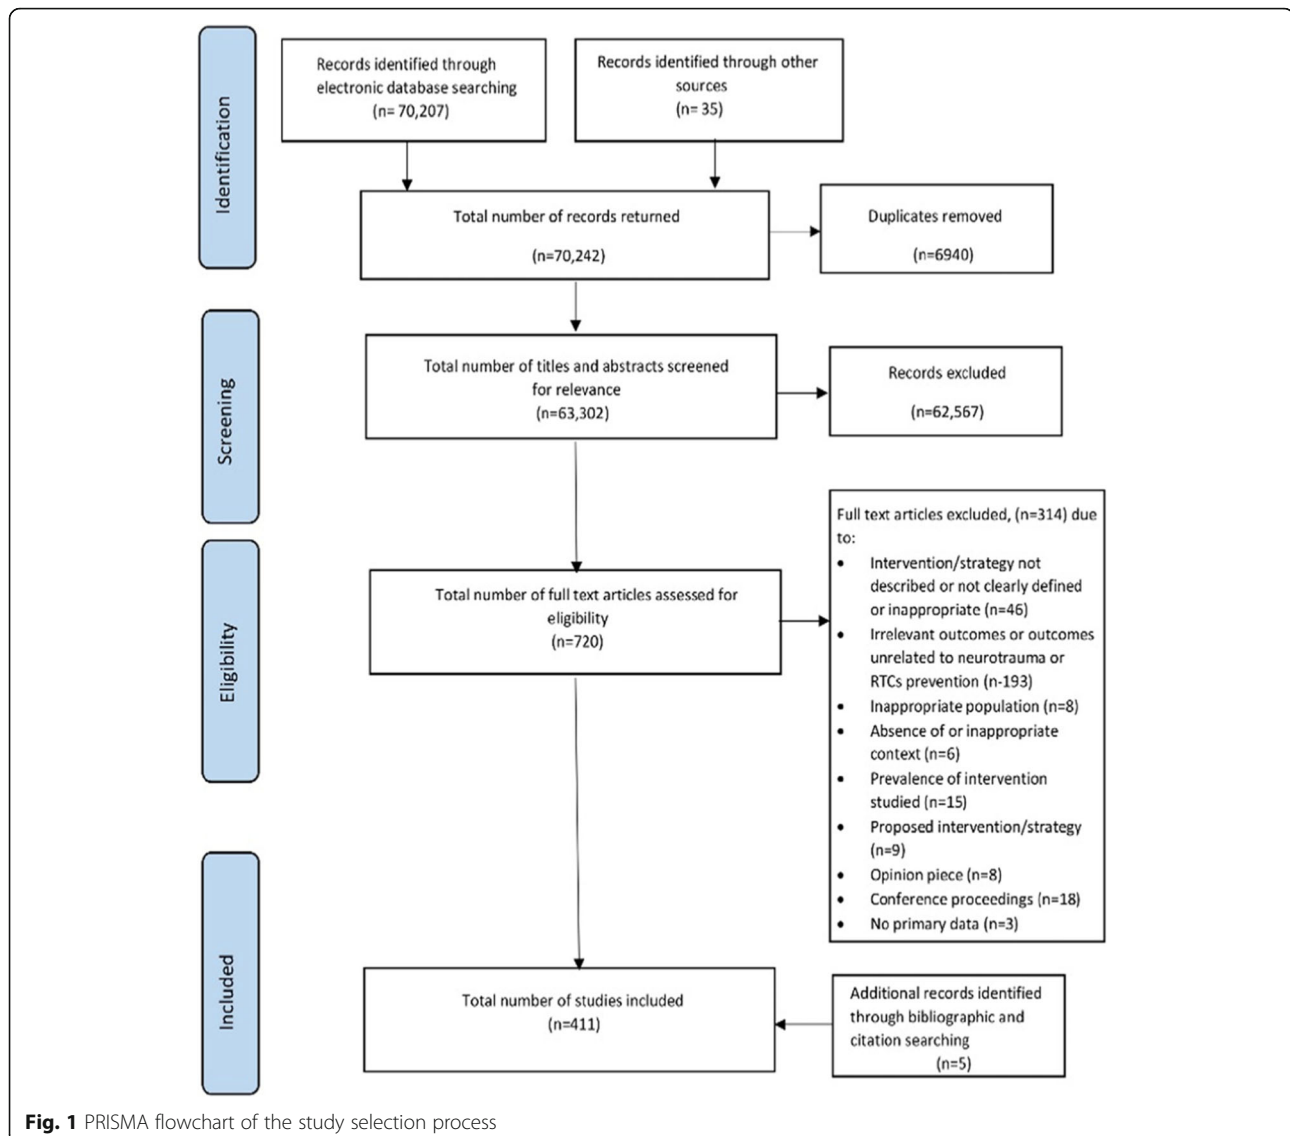 Identification
Records identified through
electronic database searching
(n= 70,207)
Records identified through other
sources
(n= 35)
Total number of records returned
(n=70,242)
Duplicates removed
(n=6940)
Screening
Total number of titles and abstracts screened
for relevance
(n=63,302)
Records excluded
(n=62,567)
Eligibility
Total number of full text articles assessed for
eligibility
(n=720)
Full text articles excluded, (n=314) due
to:
• Intervention/strategy not
described or not clearly defined
or inappropriate (n=46)
• Irrelevant outcomes or outcomes
unrelated to neurotrauma or
RTCs prevention (n-193)
• Inappropriate population (n=8)
• Absence of or inappropriate
context (n=6)
• Prevalence of intervention
studied (n=15)
• Proposed intervention/strategy
(n=9)
• Opinion piece (n=8)
• Conference proceedings (n=18)
• No primary data (n=3)
Included
Total number of studies included
(n=411)
Additional records identified
through bibliographic and
citation searching
(n=5)
Fig. 1 PRISMA flowchart of the study selection process